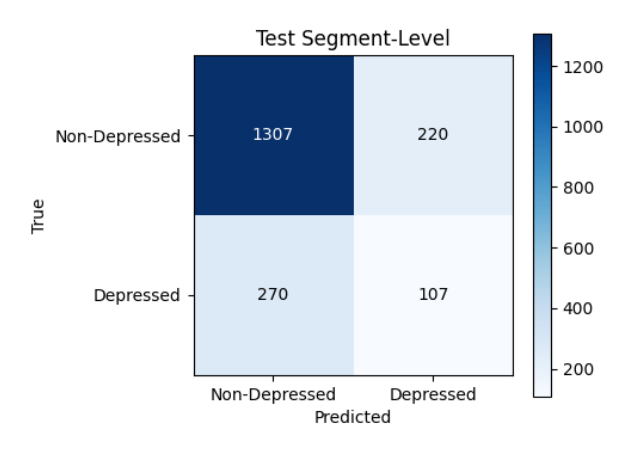 Test Segment-Level
Non-Depressed 1307 220
Depressed 270 107
Non-Depressed Depressed
Predicted
True
1200
1000
800
600
400
200